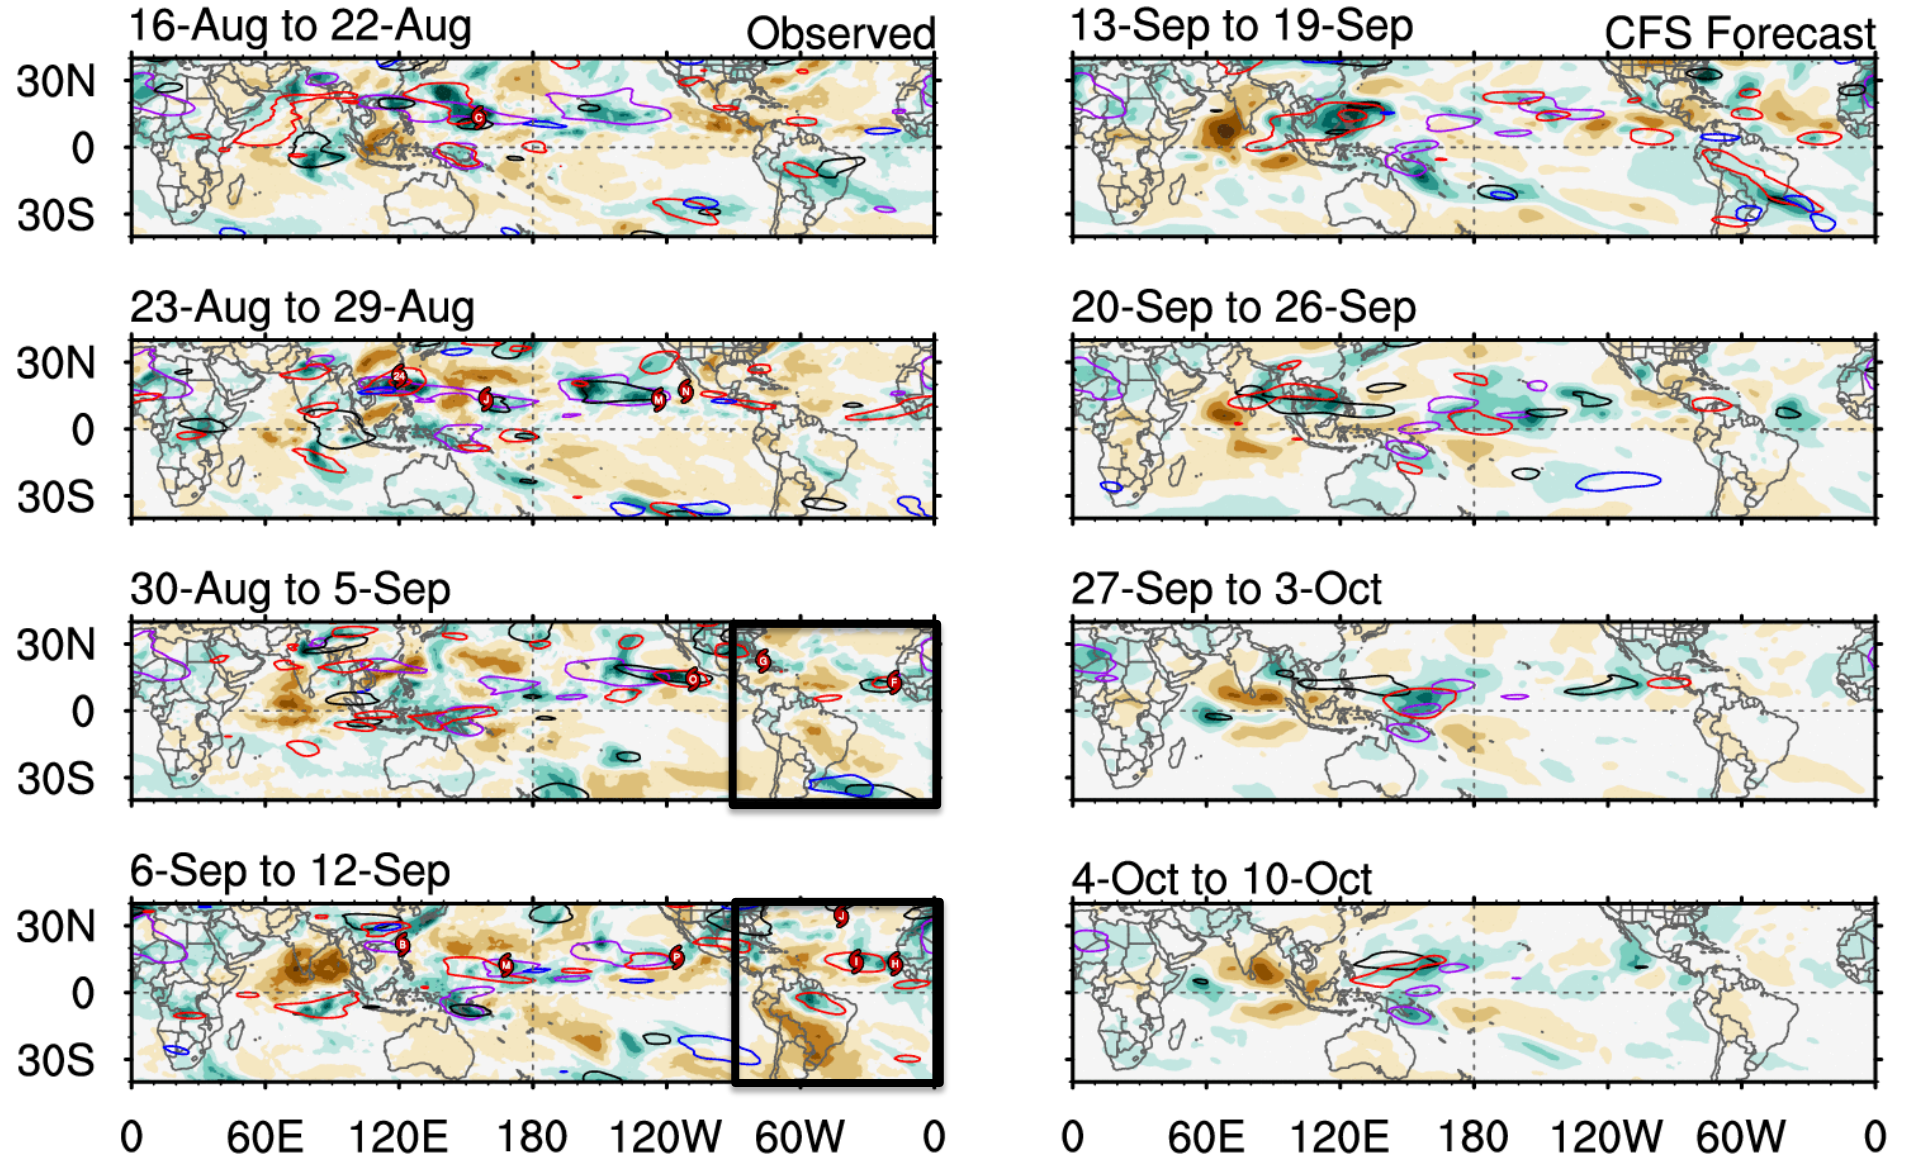 16-Aug to 22-Aug
Observed
30N
0
30S
C
23-Aug to 29-Aug
30N
0
30S
24
J
M
N
30-Aug to 5-Sep
30N
0
30S
O
G
F
6-Sep to 12-Sep
30N
0
30S
B
M
P
J
I
H
0
60E
120E
180
120W
60W
0
13-Sep to 19-Sep
CFS Forecast
20-Sep to 26-Sep
27-Sep to 3-Oct
4-Oct to 10-Oct
0
60E
120E
180
120W
60W
0